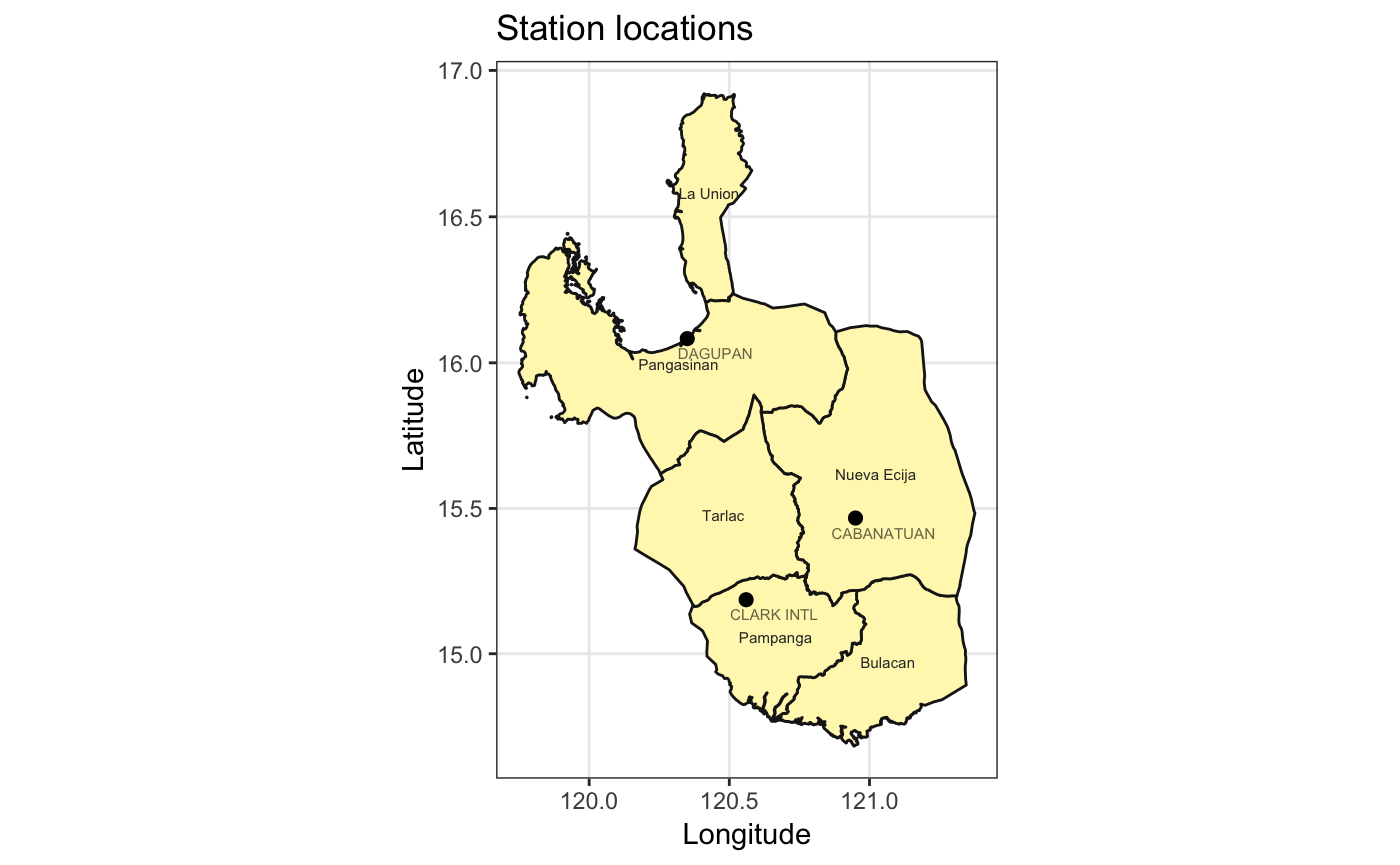 Station locations
17.0
16.5
16.0
15.5
15.0
Latitude
La Union
DAGUPAN
Pangasinan
Nueva Ecija
Tarlac
CABANATUAN
CLARK INTL
Pampanga
Bulacan
120.0 120.5 121.0
Longitude